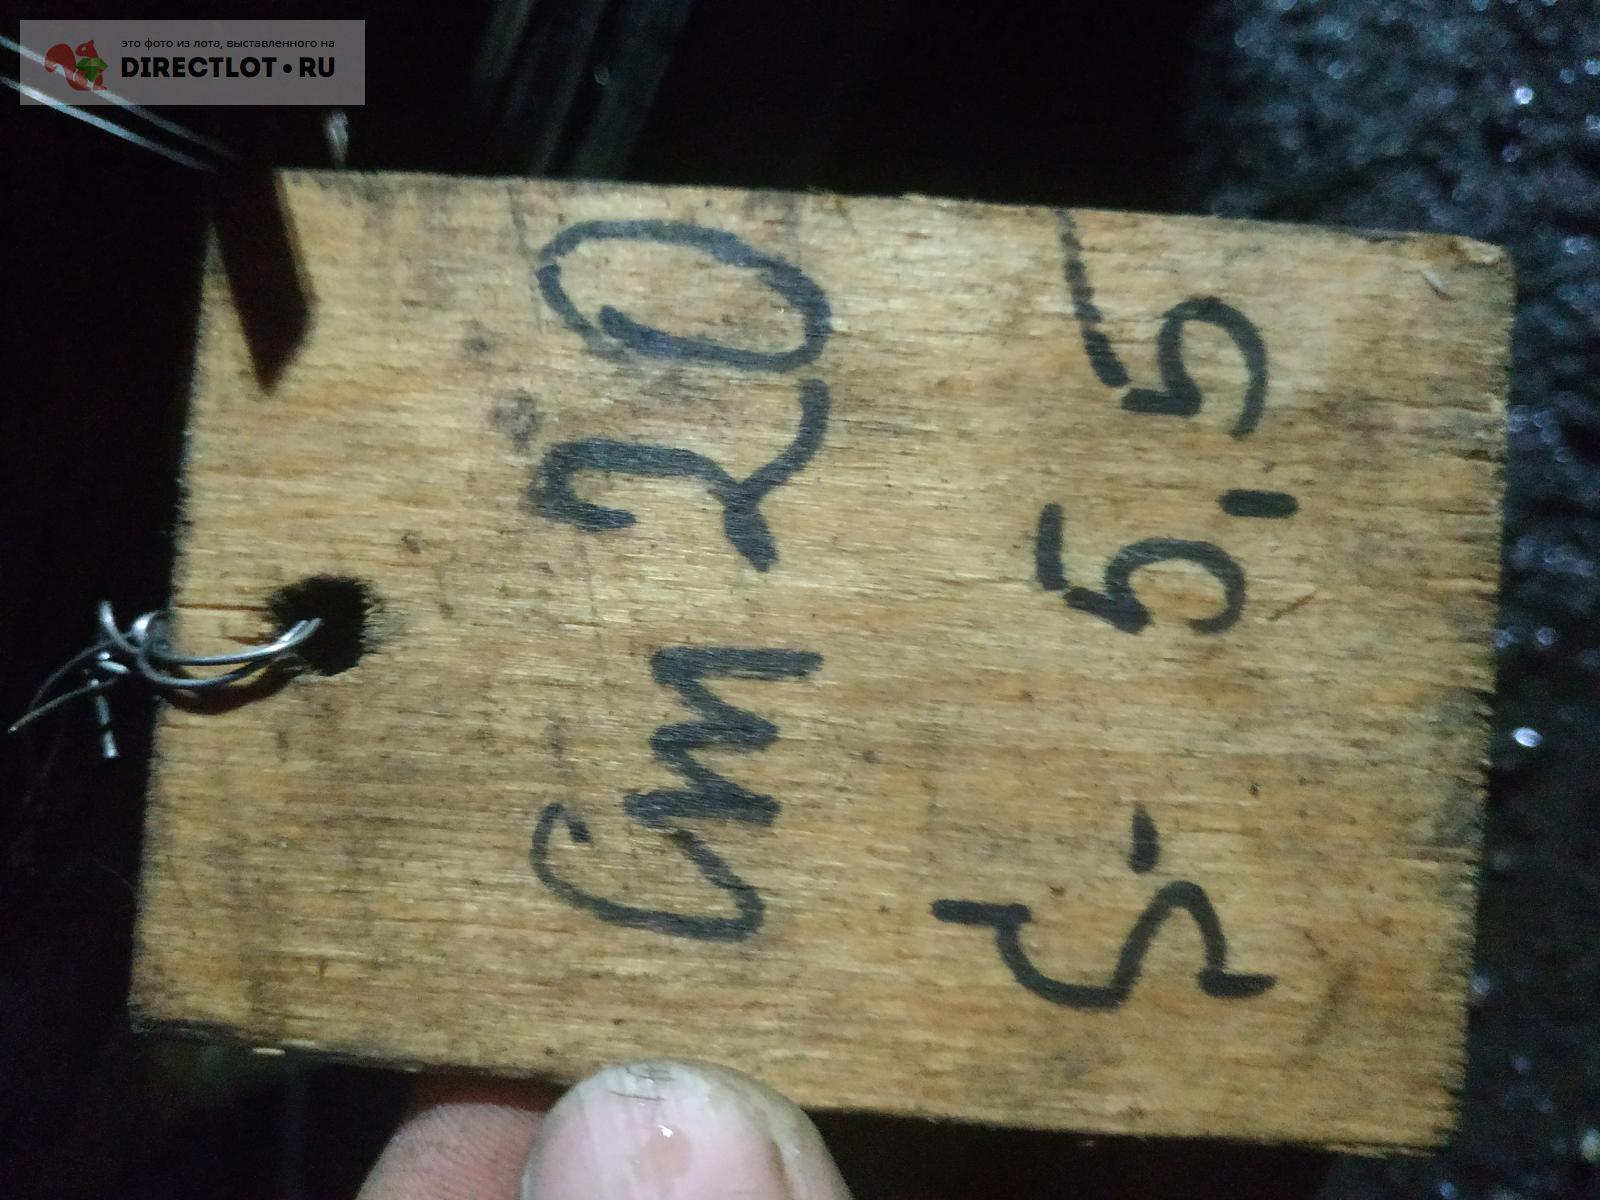 это фото из лота, выставленного на
DIRECTLOT•RU
Ст 20
S - 5,5